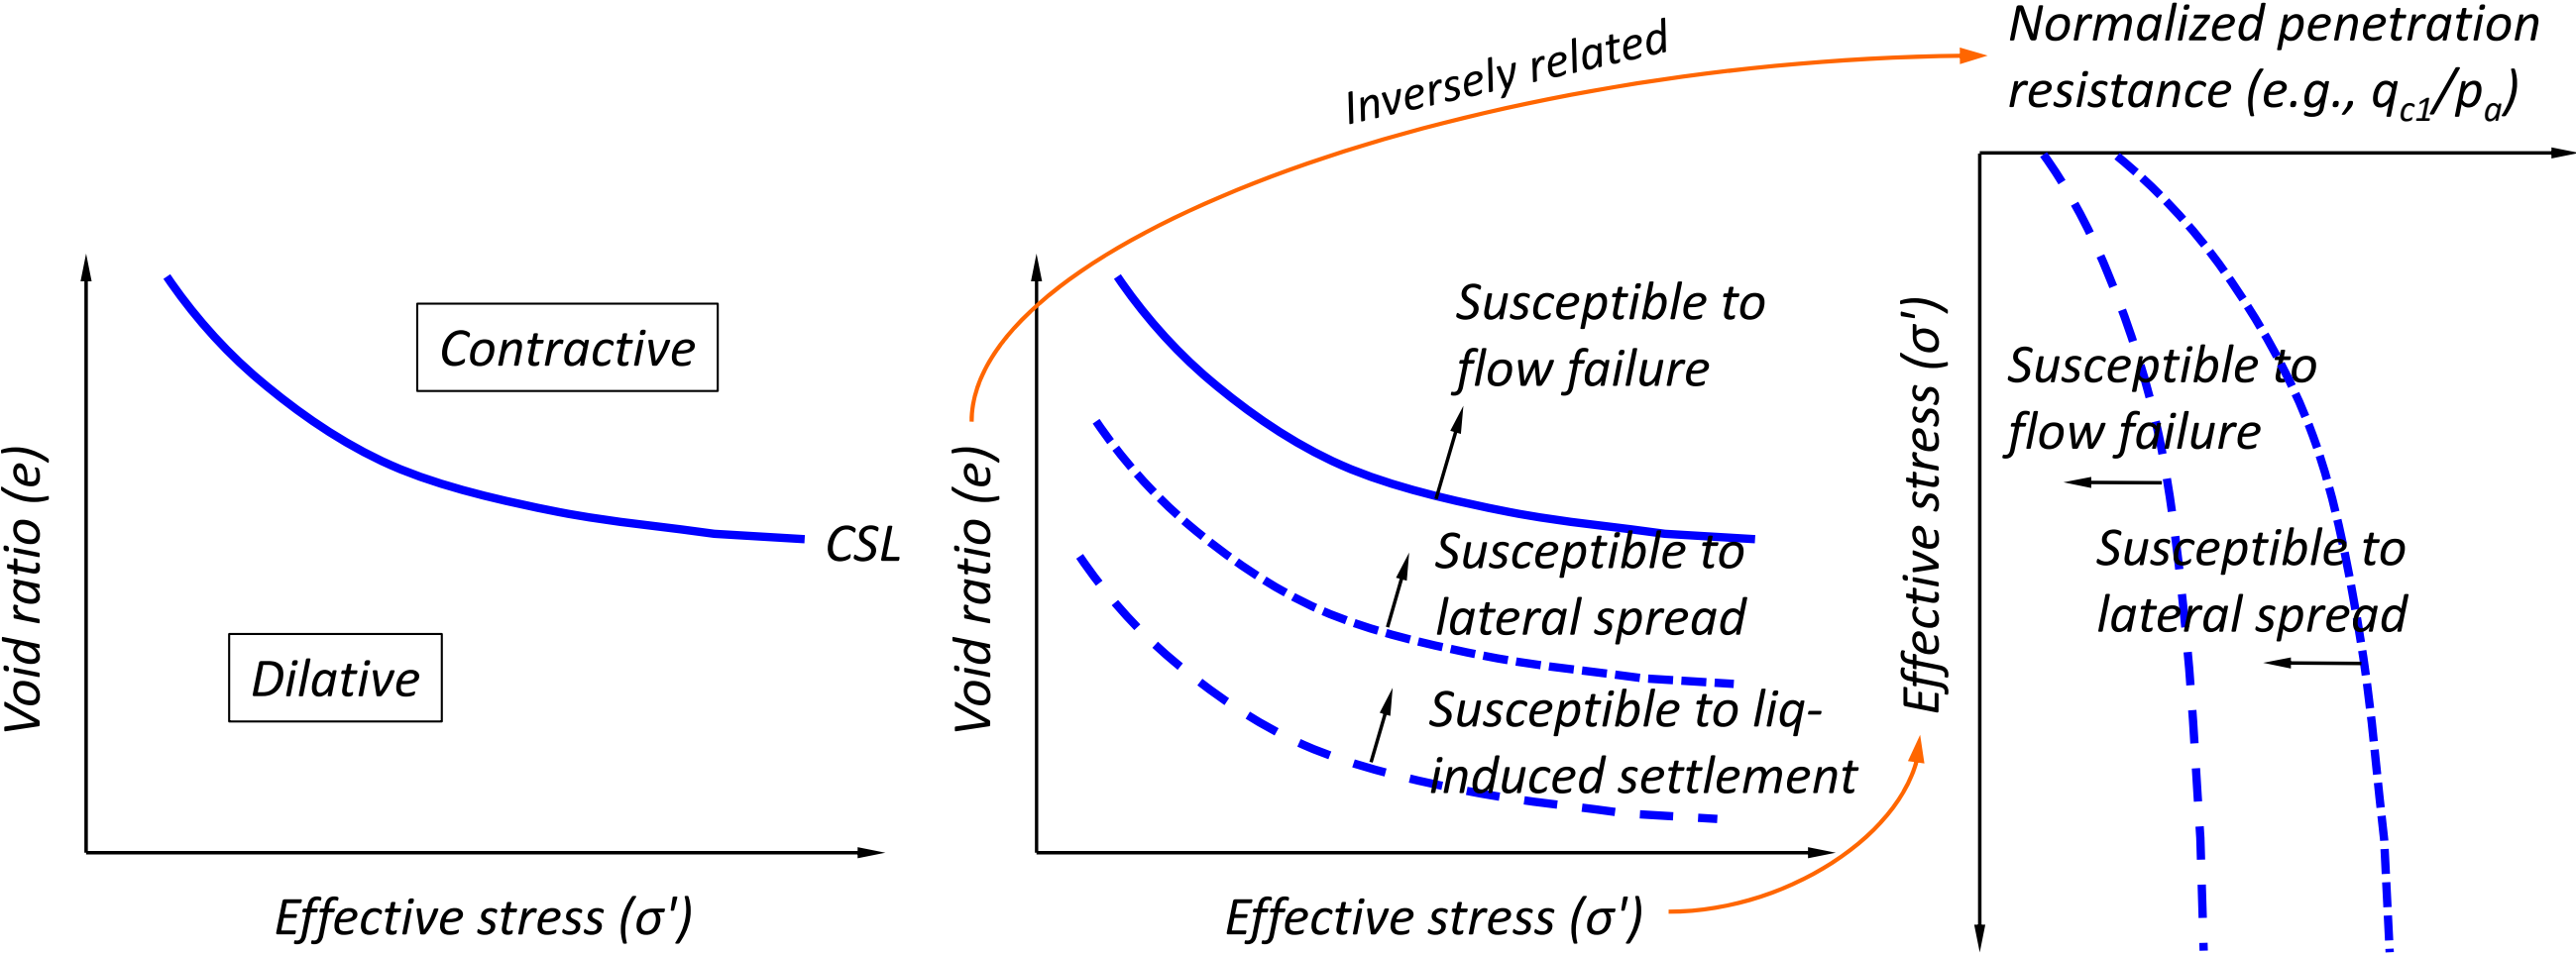 Void ratio (e)
Contractive
Dilative
CSL
Effective stress (σ')
Inversely related
Void ratio (e)
Susceptible to
flow failure
Susceptible to
lateral spread
Susceptible to liq-
induced settlement
Effective stress (σ')
Normalized penetration
resistance (e.g., qc1/pa)
Effective stress (σ')
Susceptible to
flow failure
Susceptible to
lateral spread